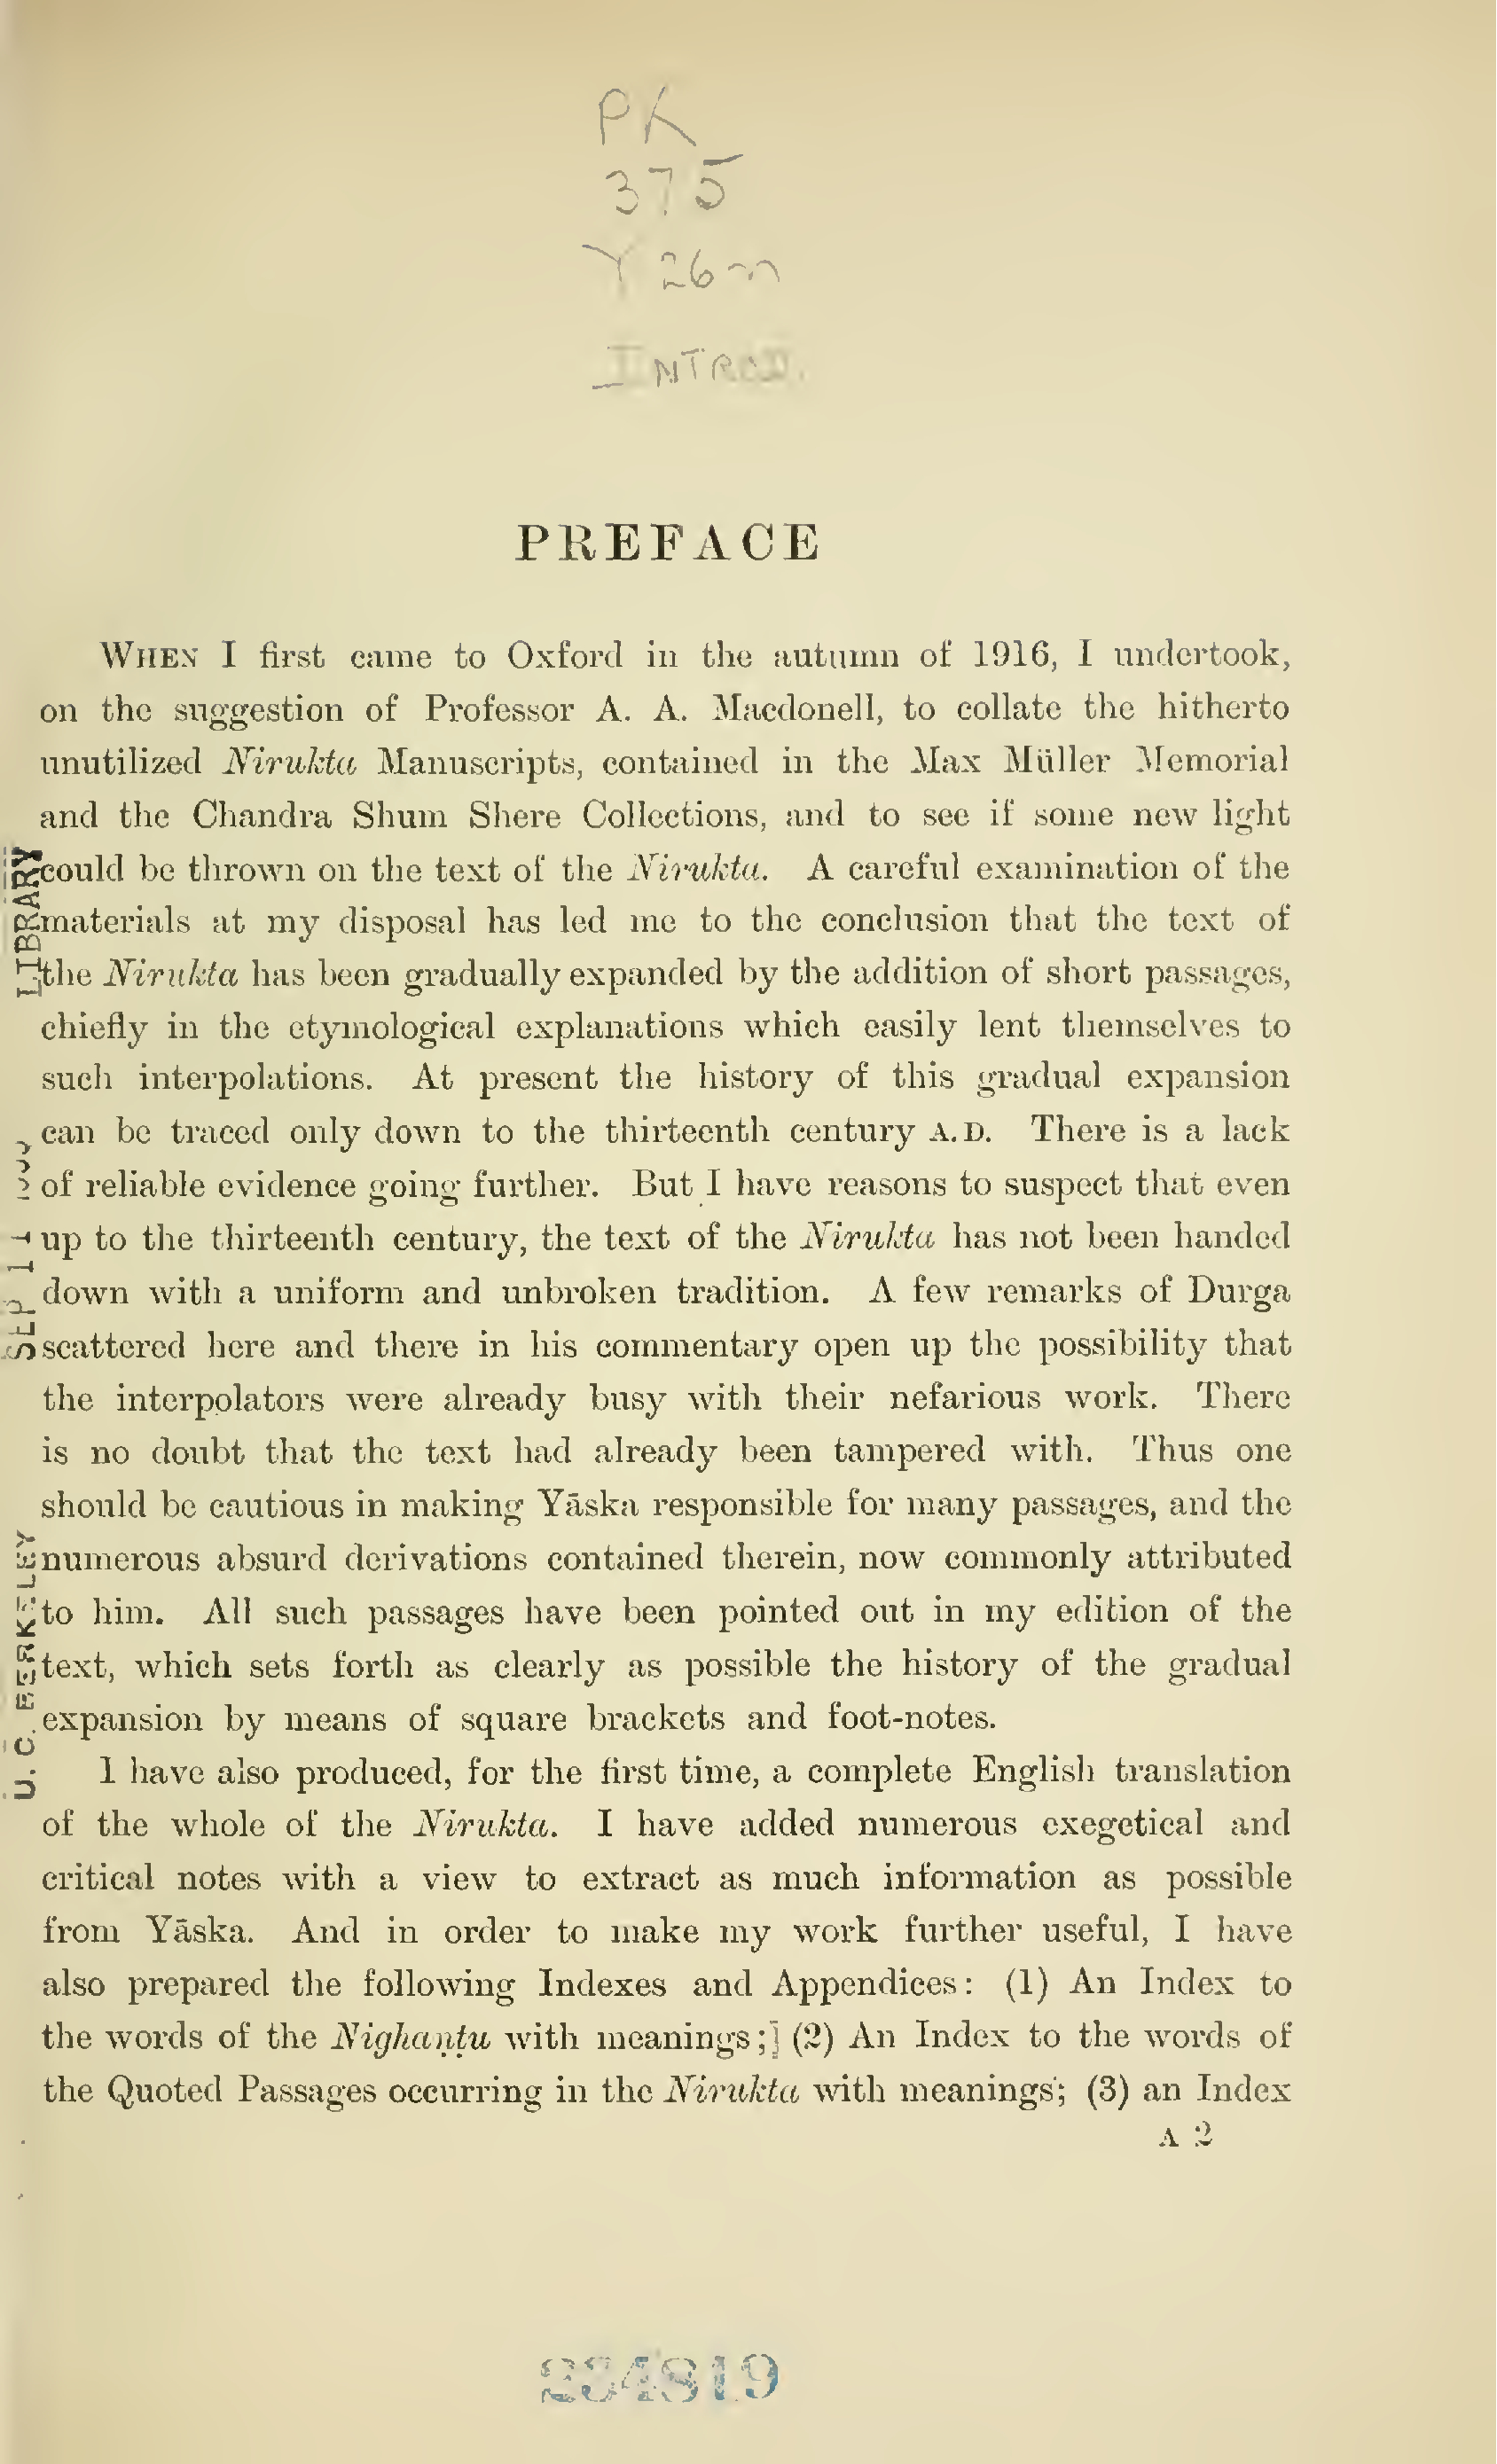 PK
375
Y26n
INTROD.
PREFACE
WHEN I first came to Oxford in the autumn of 1916, I undertook,
on the suggestion of Professor A. A. Macdonell, to collate the hitherto
unutilized Nirukta Manuscripts, contained in the Max Müller Memorial
and the Chandra Shum Shere Collections, and to see if some new light
could be thrown on the text of the Nirukta. A careful examination of the
materials at my disposal has led me to the conclusion that the text of
the Nirukta has been gradually expanded by the addition of short passages,
chiefly in the etymological explanations which easily lent themselves to
such interpolations. At present the history of this gradual expansion
can be traced only down to the thirteenth century A.D. There is a lack
of reliable evidence going further. But I have reasons to suspect that even
up to the thirteenth century, the text of the Nirukta has not been handed
down with a uniform and unbroken tradition. A few remarks of Durga
scattered here and there in his commentary open up the possibility that
the interpolators were already busy with their nefarious work. There
is no doubt that the text had already been tampered with. Thus one
should be cautious in making Yāska responsible for many passages, and the
numerous absurd derivations contained therein, now commonly attributed
to him. All such passages have been pointed out in my edition of the
text, which sets forth as clearly as possible the history of the gradual
expansion by means of square brackets and foot-notes.
I have also produced, for the first time, a complete English translation
of the whole of the Nirukta. I have added numerous exegetical and
critical notes with a view to extract as much information as possible
from Yāska. And in order to make my work further useful, I have
also prepared the following Indexes and Appendices: (1) An Index to
the words of the Nighaṇṭu with meanings;] (2) An Index to the words of
the Quoted Passages occurring in the Nirukta with meanings; (3) an Index
A 2
U.C. BERKELEY LIBRARY
SEP 11
234819